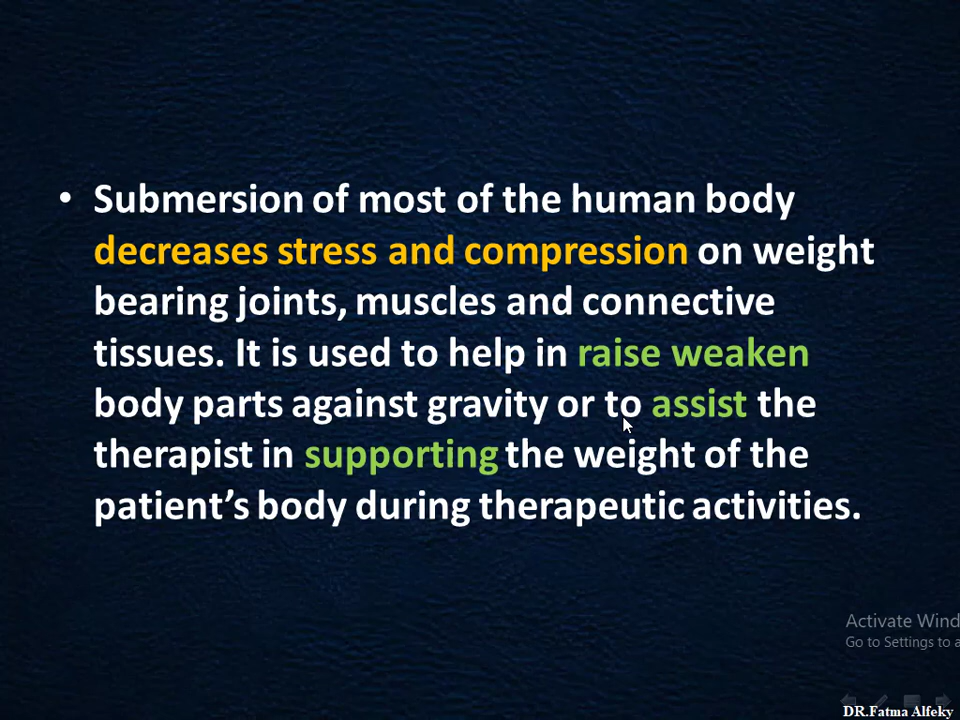 • Submersion of most of the human body
decreases stress and compression on weight
bearing joints, muscles and connective
tissues. It is used to help in raise weaken
body parts against gravity or to assist the
therapist in supporting the weight of the
patient's body during therapeutic activities.
Activate Wind
Go to Settings to a
DR.Fatma Alfeky